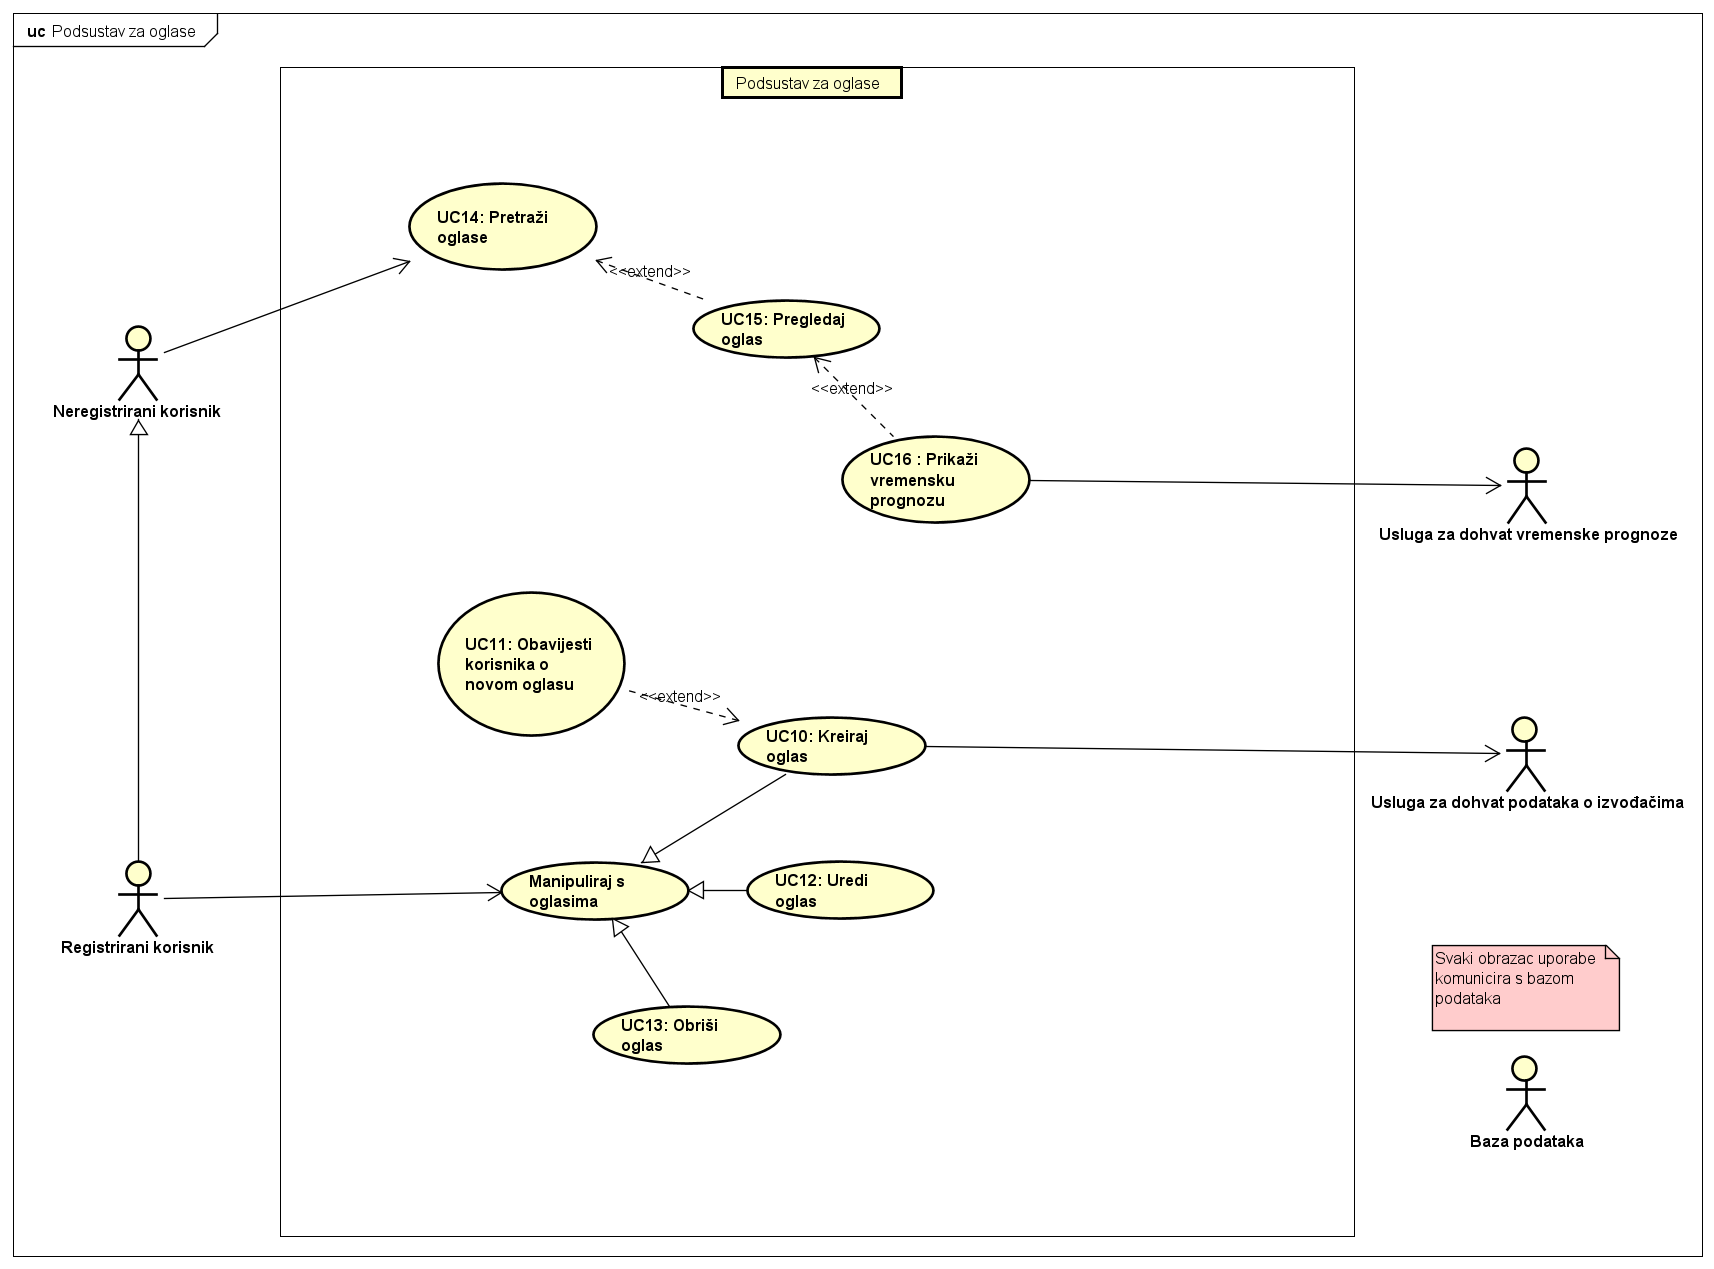 uc Podsustav za oglase
Podsustav za oglase
UC14: Pretraži
oglase
<<extend>>
UC15: Pregledaj
oglas
<<extend>>
Neregistrirani korisnik
UC16 : Prikaži
vremensku
prognozu
Usluga za dohvat vremenske prognoze
UC11: Obavijesti
korisnika o
novom oglasu
<<extend>>
UC10: Kreiraj
oglas
Usluga za dohvat podataka o izvođačima
Manipuliraj s
oglasima
UC12: Uredi
oglas
Registrirani korisnik
Svaki obrazac uporabe
komunicira s bazom
podataka
UC13: Obriši
oglas
Baza podataka